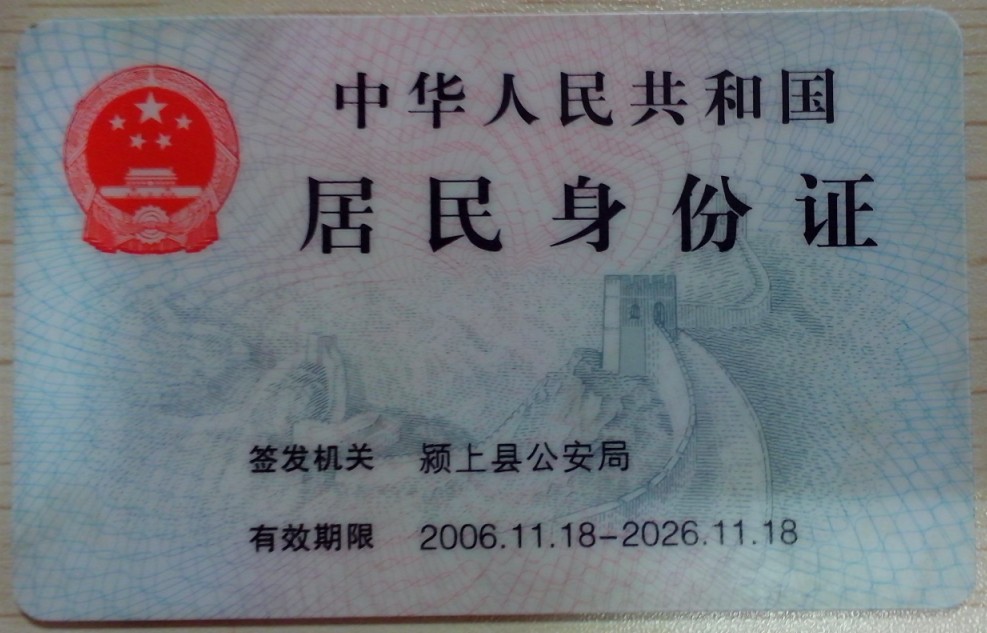 中华人民共和国
居民身份证
签发机关 颍上县公安局
有效期限 2006.11.18-2026.11.18